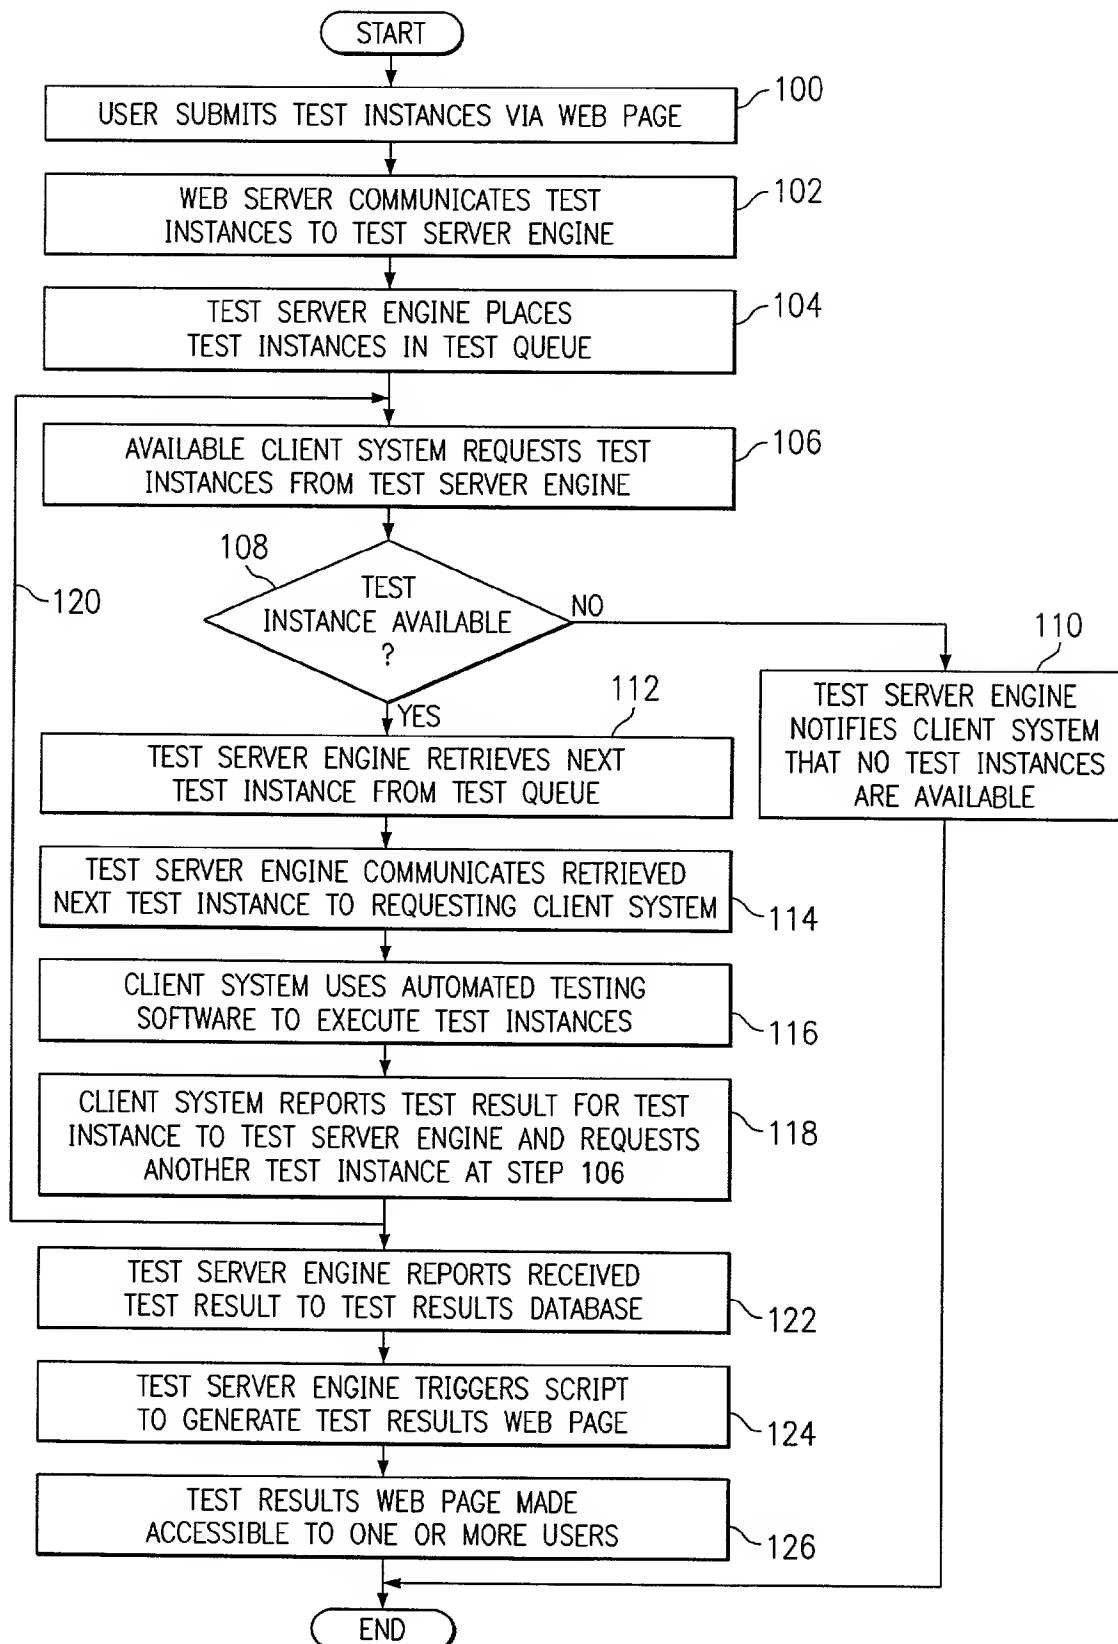 START
USER SUBMITS TEST INSTANCES VIA WEB PAGE
100
WEB SERVER COMMUNICATES TEST
INSTANCES TO TEST SERVER ENGINE
102
TEST SERVER ENGINE PLACES
TEST INSTANCES IN TEST QUEUE
104
AVAILABLE CLIENT SYSTEM REQUESTS TEST
INSTANCES FROM TEST SERVER ENGINE
106
108
TEST
INSTANCE AVAILABLE
?
NO
YES
120
110
TEST SERVER ENGINE
NOTIFIES CLIENT SYSTEM
THAT NO TEST INSTANCES
ARE AVAILABLE
112
TEST SERVER ENGINE RETRIEVES NEXT
TEST INSTANCE FROM TEST QUEUE
TEST SERVER ENGINE COMMUNICATES RETRIEVED
NEXT TEST INSTANCE TO REQUESTING CLIENT SYSTEM
114
CLIENT SYSTEM USES AUTOMATED TESTING
SOFTWARE TO EXECUTE TEST INSTANCES
116
CLIENT SYSTEM REPORTS TEST RESULT FOR TEST
INSTANCE TO TEST SERVER ENGINE AND REQUESTS
ANOTHER TEST INSTANCE AT STEP 106
118
TEST SERVER ENGINE REPORTS RECEIVED
TEST RESULT TO TEST RESULTS DATABASE
122
TEST SERVER ENGINE TRIGGERS SCRIPT
TO GENERATE TEST RESULTS WEB PAGE
124
TEST RESULTS WEB PAGE MADE
ACCESSIBLE TO ONE OR MORE USERS
126
END